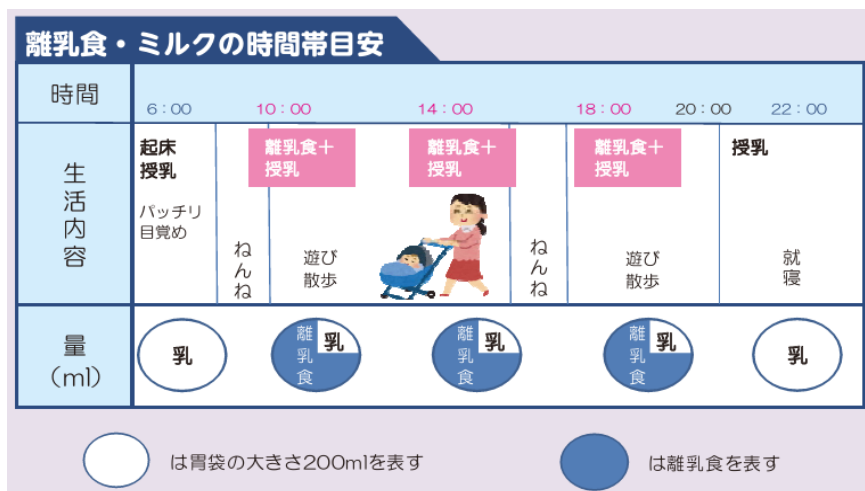 離乳食・ミルクの時間帯目安
時間
6:00
10:00
14:00
18:00
20:00
22:00
生活内容
起床
授乳
パッチリ
目覚め
ねんね
離乳食＋
授乳
遊び
散歩
離乳食＋
授乳
ねんね
離乳食＋
授乳
遊び
散歩
授乳
就寝
量
(ml)
乳
離乳食
乳
離乳食
乳
離乳食
乳
乳
は胃袋の大きさ200mlを表す
は離乳食を表す